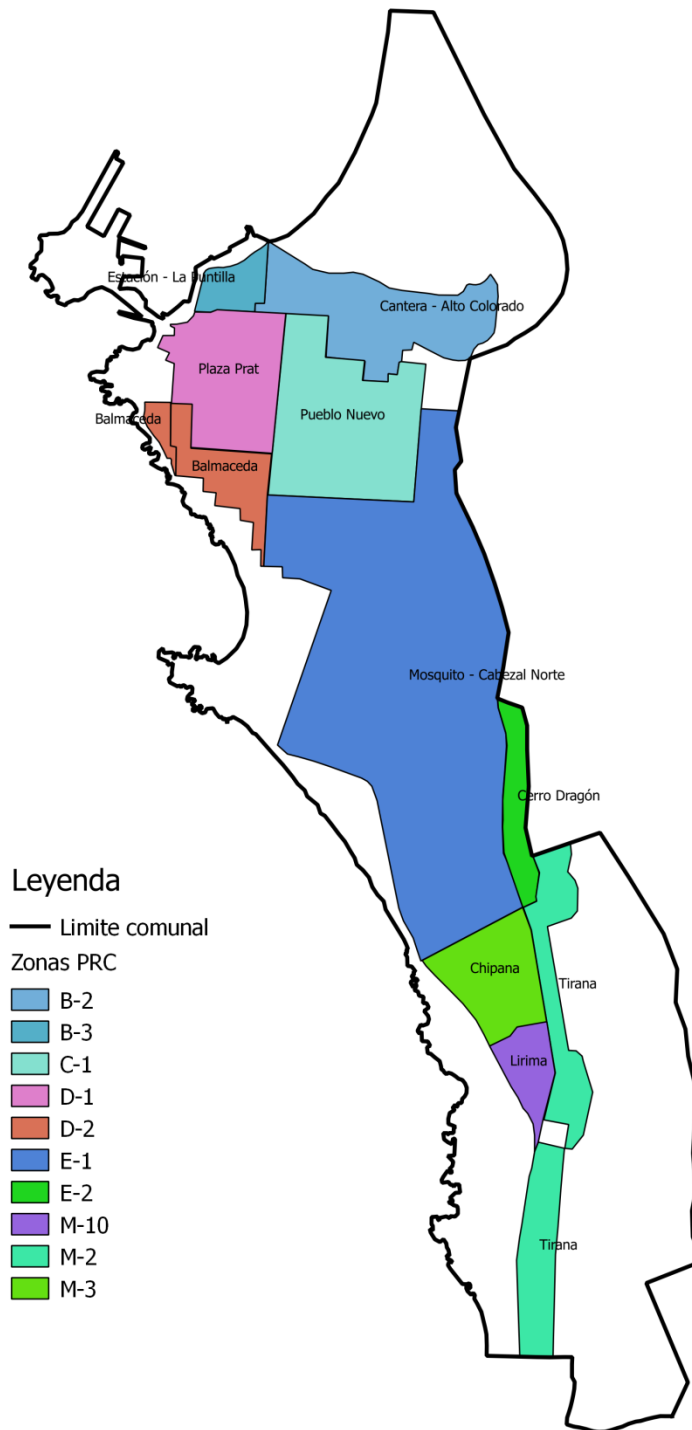 Estación - La Puntilla
Cantera - Alto Colorado
Plaza Prat
Pueblo Nuevo
Balmaceda
Balmaceda
Mosquito - Cabezal Norte
Cerro Dragón
Chipana
Tirana
Lirima
Tirana
Leyenda
Limite comunal
Zonas PRC
B-2
B-3
C-1
D-1
D-2
E-1
E-2
M-10
M-2
M-3